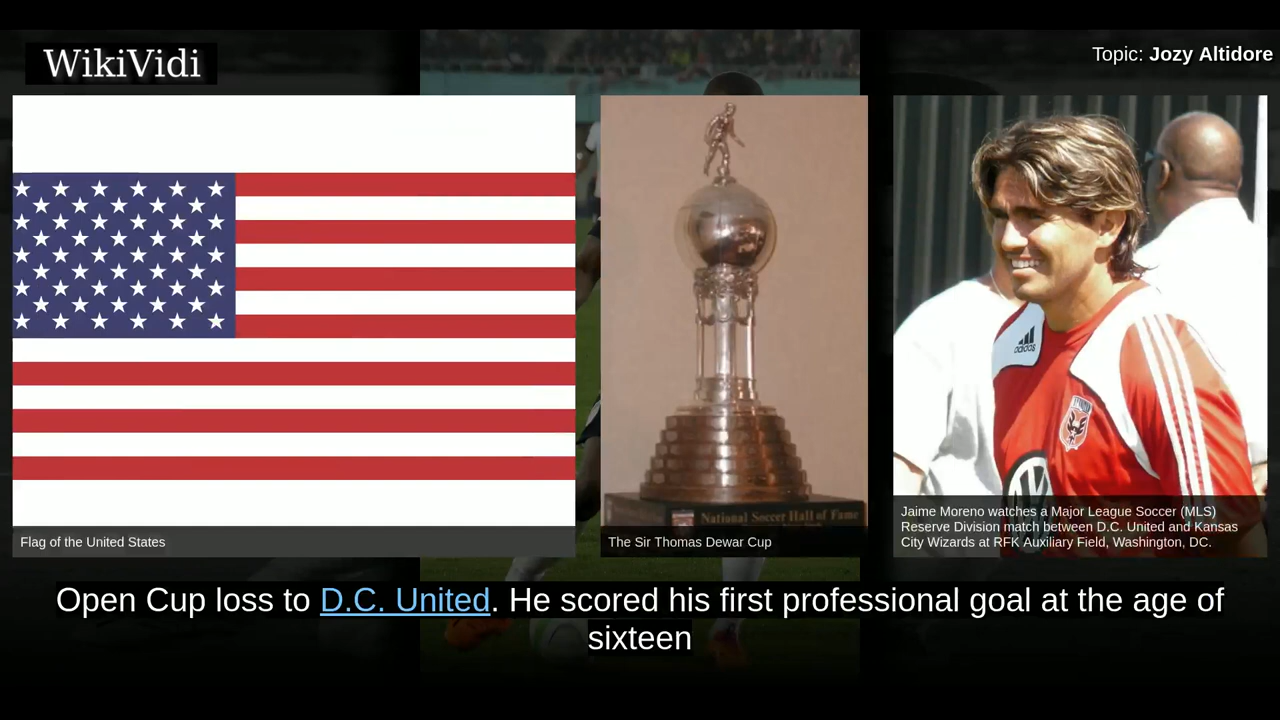 WikiVidi
Topic: Jozy Altidore
National Soccer Hall of Fame
adidas
Flag of the United States
The Sir Thomas Dewar Cup
Jaime Moreno watches a Major League Soccer (MLS)
Reserve Division match between D.C. United and Kansas
City Wizards at RFK Auxiliary Field, Washington, DC.
Open Cup loss to D.C. United. He scored his first professional goal at the age of
sixteen